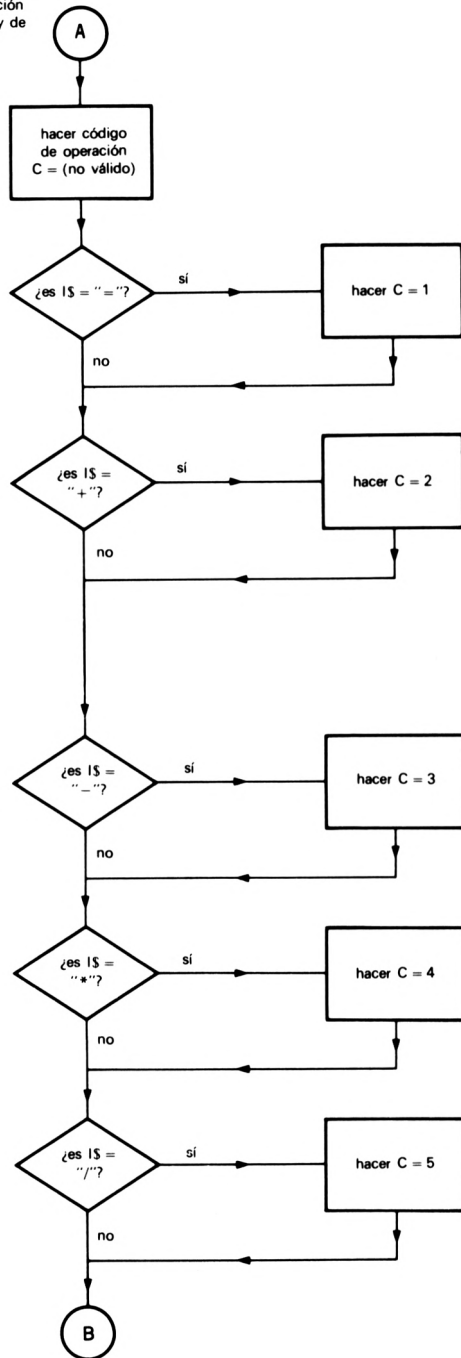 ción
y de
A
hacer código
de operación
C = (no válido)
¿es I$ = "="?
sí
hacer C = 1
no
¿es I$ =
"+"?
sí
hacer C = 2
no
¿es I$ =
"−"?
sí
hacer C = 3
no
¿es I$ =
"*"?
sí
hacer C = 4
no
¿es I$ =
"/"?
sí
hacer C = 5
no
B